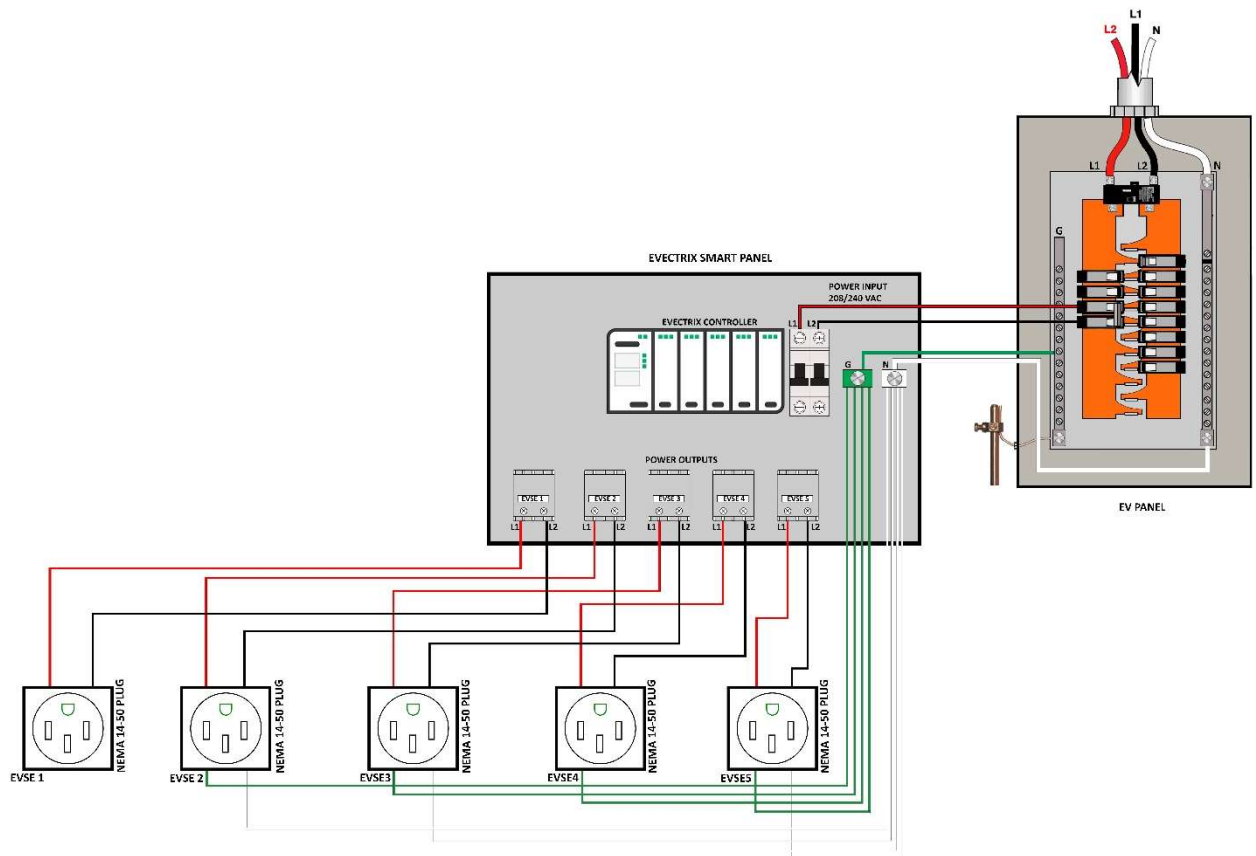 L1
L2
N
L1
L2
N
G
EVECTRIX SMART PANEL
POWER INPUT
208/240 VAC
EVECTRIX CONTROLLER
L1
L2
G
N
POWER OUTPUTS
EVSE 1
EVSE 2
EVSE 3
EVSE 4
EVSE 5
L1
L2
L1
L2
L1
L2
L1
L2
L1
L2
EV PANEL
NEMA 14-50 PLUG
NEMA 14-50 PLUG
NEMA 14-50 PLUG
NEMA 14-50 PLUG
NEMA 14-50 PLUG
EVSE 1
EVSE 2
EVSE3
EVSE4
EVSE5